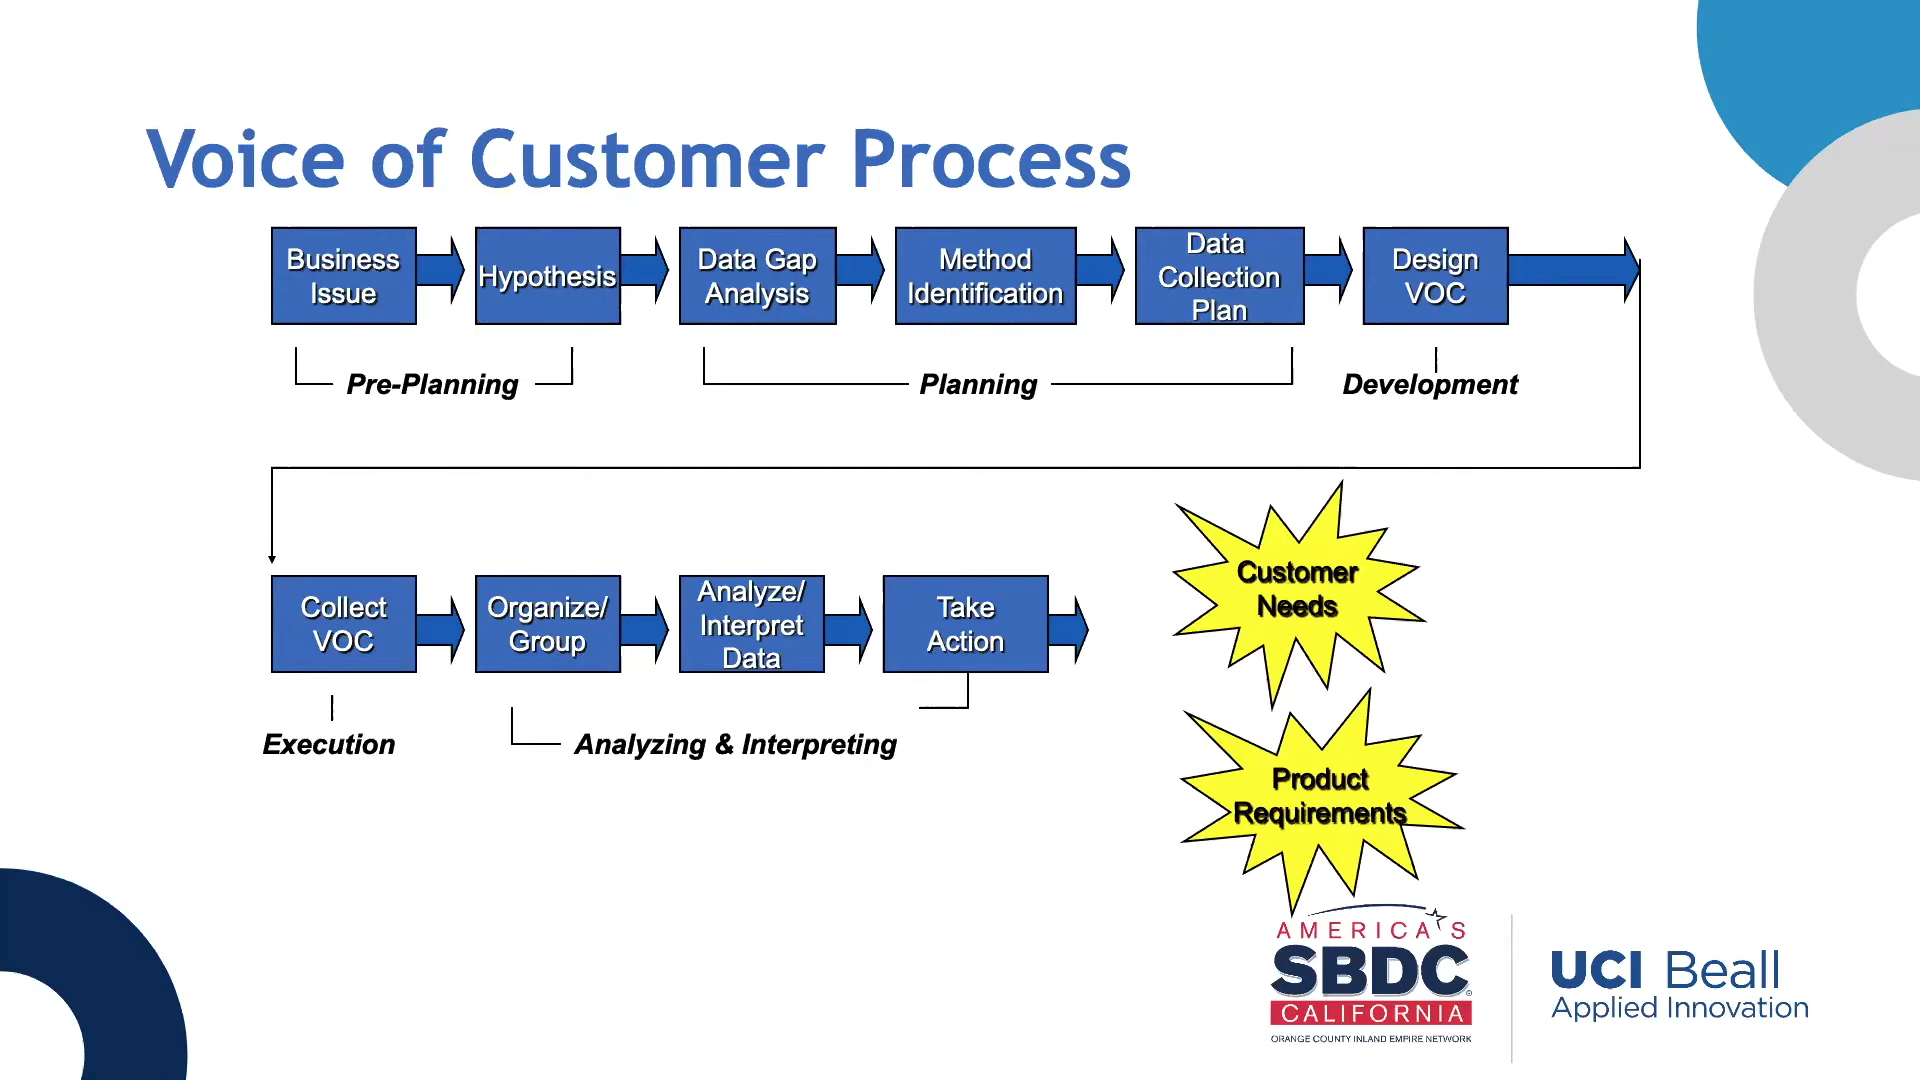 Voice of Customer Process
Business
Issue
Hypothesis
Data Gap
Analysis
Method
Identification
Data
Collection
Plan
Design
VOC
Pre-Planning
Planning
Development
Collect
VOC
Organize/
Group
Analyze/
Interpret
Data
Take
Action
Execution
Analyzing & Interpreting
Customer
Needs
Product
Requirements
AMERICA'S
SBDC®
CALIFORNIA
ORANGE COUNTY INLAND EMPIRE NETWORK
UCI Beall
Applied Innovation